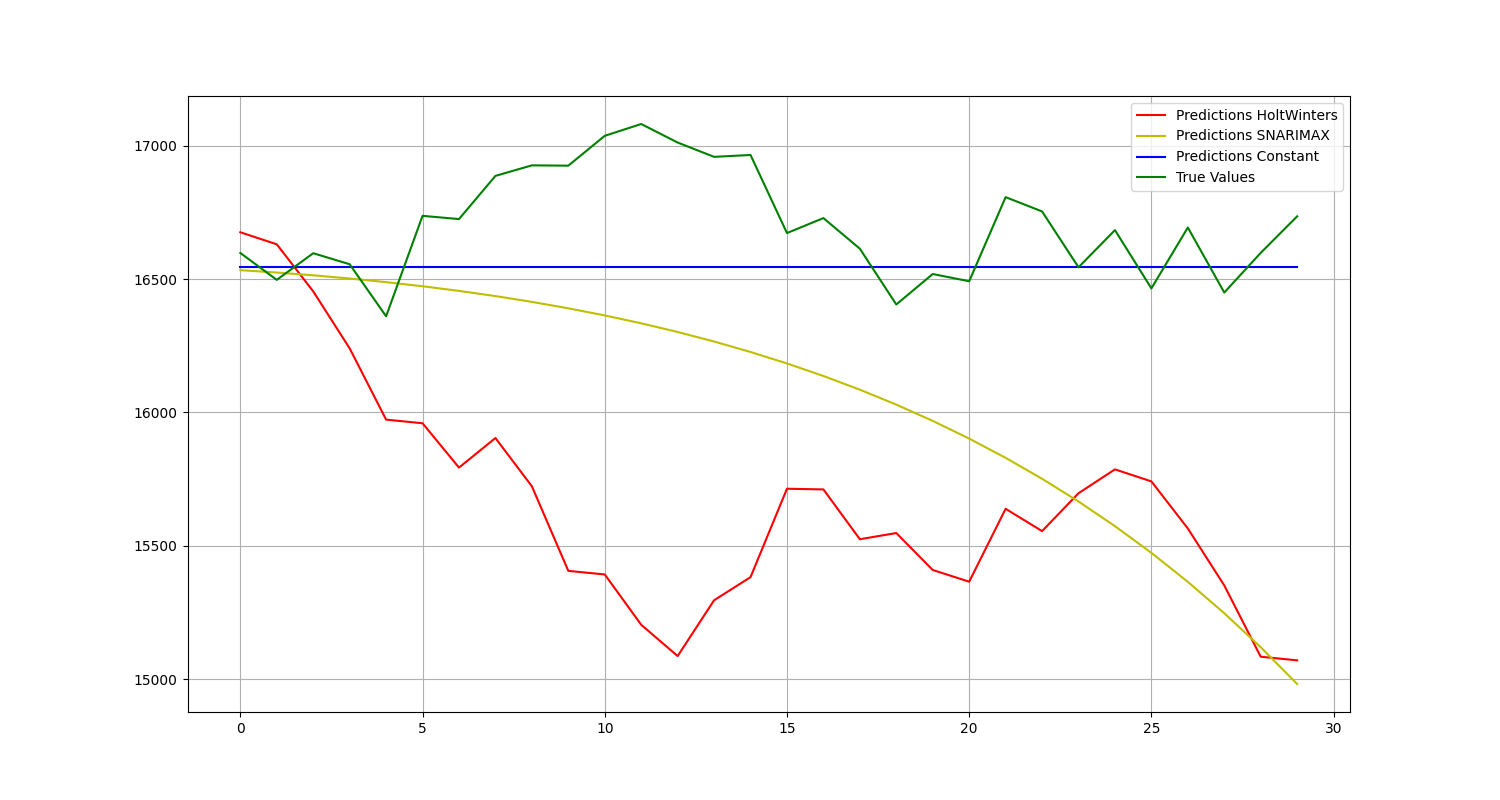 Predictions HoltWinters
Predictions SNARIMAX
Predictions Constant
True Values
17000
16500
16000
15500
15000
0 5 10 15 20 25 30